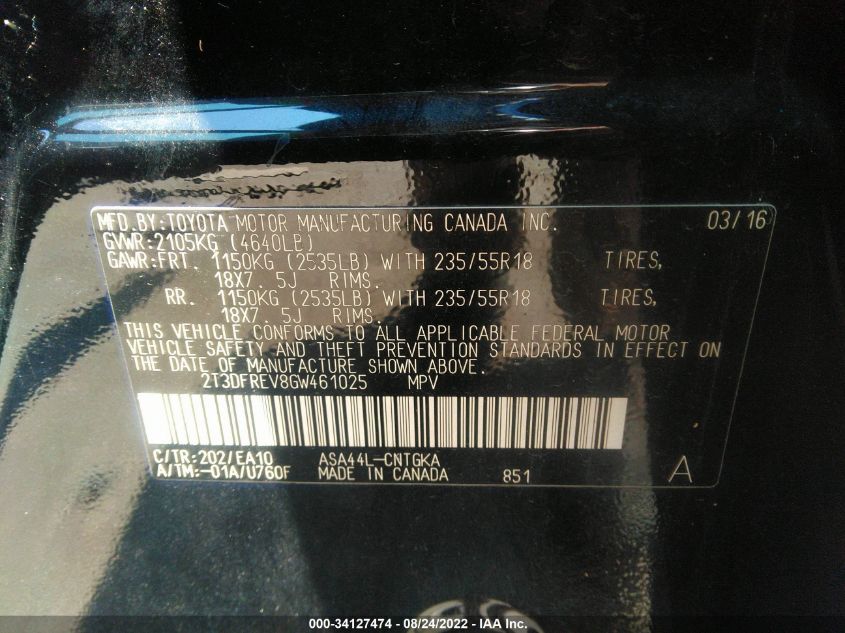 MFD.BY:TOYOTA MOTOR MANUFACTURING CANADA INC. 03/16
GVWR:2105KG (4640LB)
GAWR:FRT. 1150KG (2535LB) WITH 235/55R18 TIRES,
18X7. 5J RIMS.
RR. 1150KG (2535LB) WITH 235/55R18 TIRES,
18X7. 5J RIMS.
THIS VEHICLE CONFORMS TO ALL APPLICABLE FEDERAL MOTOR
VEHICLE SAFETY AND THEFT PREVENTION STANDARDS IN EFFECT ON
THE DATE OF MANUFACTURE SHOWN ABOVE.
2T3DFREV8GW461025 MPV
C/TR:202/EA10 ASA44L-CNTGKA
A/TM:-01A/U760F MADE IN CANADA 851 A
000-34127474 - 08/24/2022 - IAA Inc.